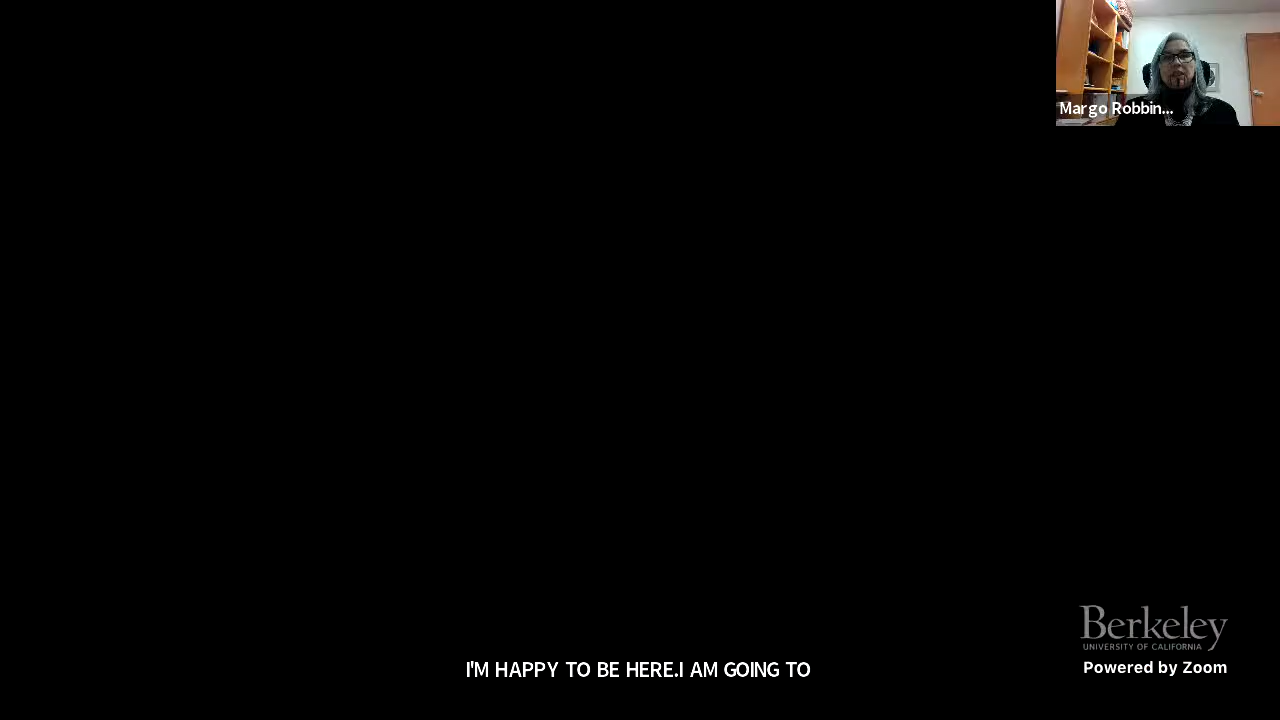 Margo Robbin...
Berkeley
UNIVERSITY OF CALIFORNIA
I'M HAPPY TO BE HERE.I AM GOING TO
Powered by Zoom